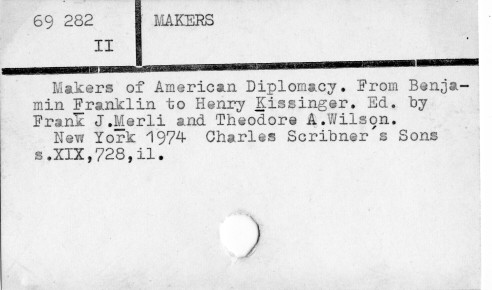 69 282 MAKERS
II
Makers of American Diplomacy. From Benja-
min Franklin to Henry Kissinger. Ed. by
Frank J.Merli and Theodore A.Wilson.
New York 1974 Charles Scribner's Sons
s.XIX,728,il.